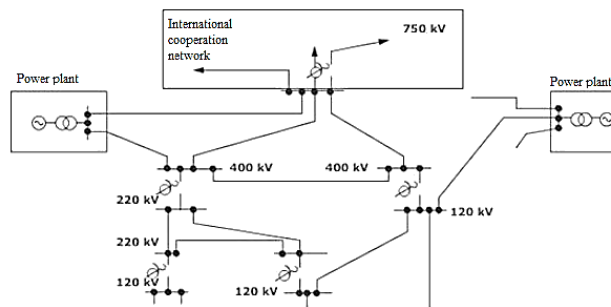 International
cooperation
network
750 kV
Power plant
Power plant
400 kV
400 kV
220 kV
120 kV
220 kV
120 kV
120 kV